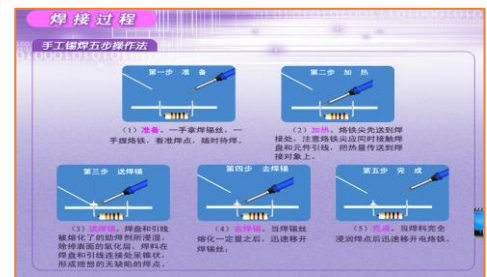 焊接过程
手工锡焊五步操作法
第一步 准 备
第二步 加 热
（1）准备。一手拿焊锡丝，一
手握烙铁，看准焊点，随时待焊。
（2）加热。烙铁尖先送到焊
接处，注意烙铁尖应同时接触焊
盘和元件引线，把热量传送到焊
接对象上。
第三步 送焊锡
第四步 去焊锡
第五步 完 成
（3）送焊锡。焊盘和引线
被熔化了的助焊剂所浸湿，
除掉表面的氧化层，焊料在
焊盘和引线连接处呈锥状，
形成理想的无缺陷的焊点。
（4）去焊锡。当焊锡丝
熔化一定量之后，迅速移开
焊锡丝；
（5）完成。当焊料完全
浸润焊点后迅速移开电烙铁。